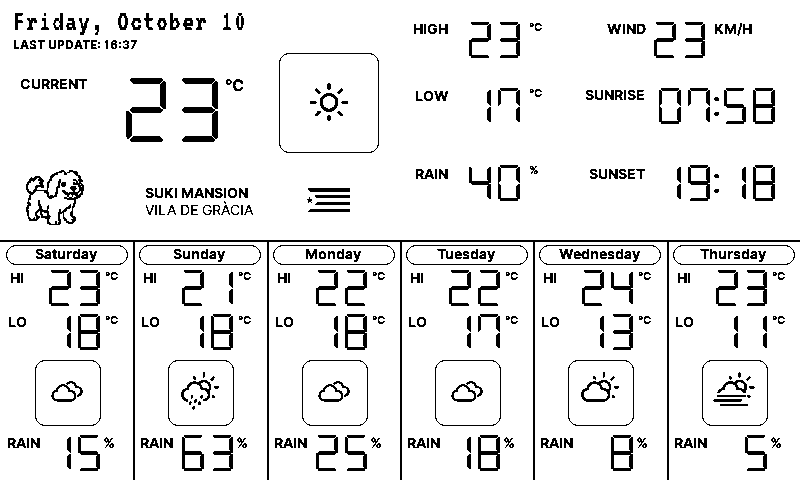 Friday, October 10
LAST UPDATE: 16:37
CURRENT 23 °C
SUKI MANSION
VILA DE GRÀCIA
HIGH 23 °C
LOW 17 °C
RAIN 40 %
WIND 23 KM/H
SUNRISE 07:58
SUNSET 19:18
Saturday
HI 23 °C
LO 18 °C
RAIN 15 %
Sunday
HI 21 °C
LO 18 °C
RAIN 63 %
Monday
HI 22 °C
LO 18 °C
RAIN 25 %
Tuesday
HI 22 °C
LO 17 °C
RAIN 18 %
Wednesday
HI 24 °C
LO 13 °C
RAIN 8 %
Thursday
HI 23 °C
LO 11 °C
RAIN 5 %